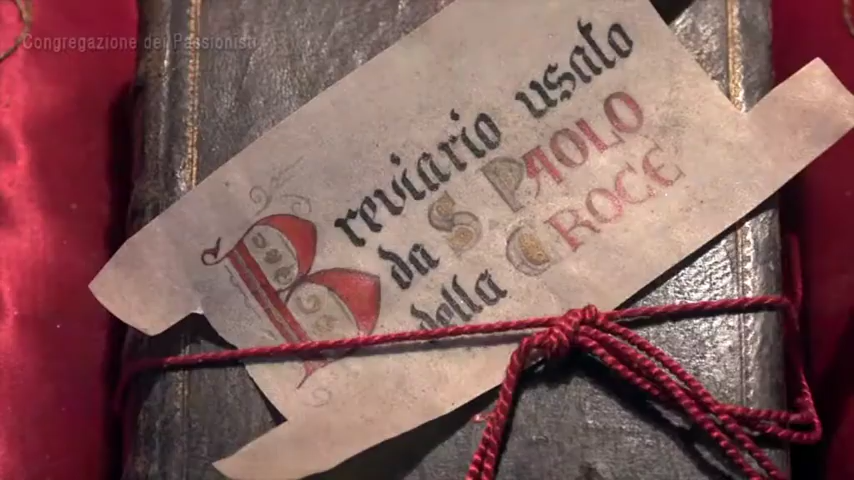 Congregazione dei Passionisti
Breviario usato
da S. PAOLO
della CROCE